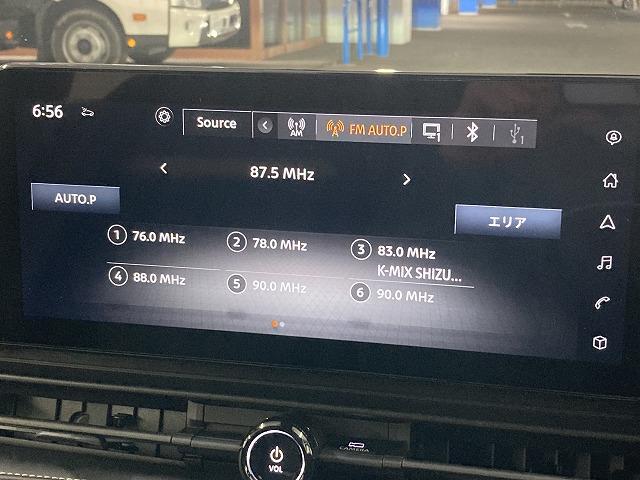 6:56
Source
AM
FM AUTO.P
1
1
87.5 MHz
AUTO.P
エリア
1 76.0 MHz
2 78.0 MHz
3 83.0 MHz
K-MIX SHIZU...
4 88.0 MHz
5 90.0 MHz
6 90.0 MHz
VOL
CAMERA